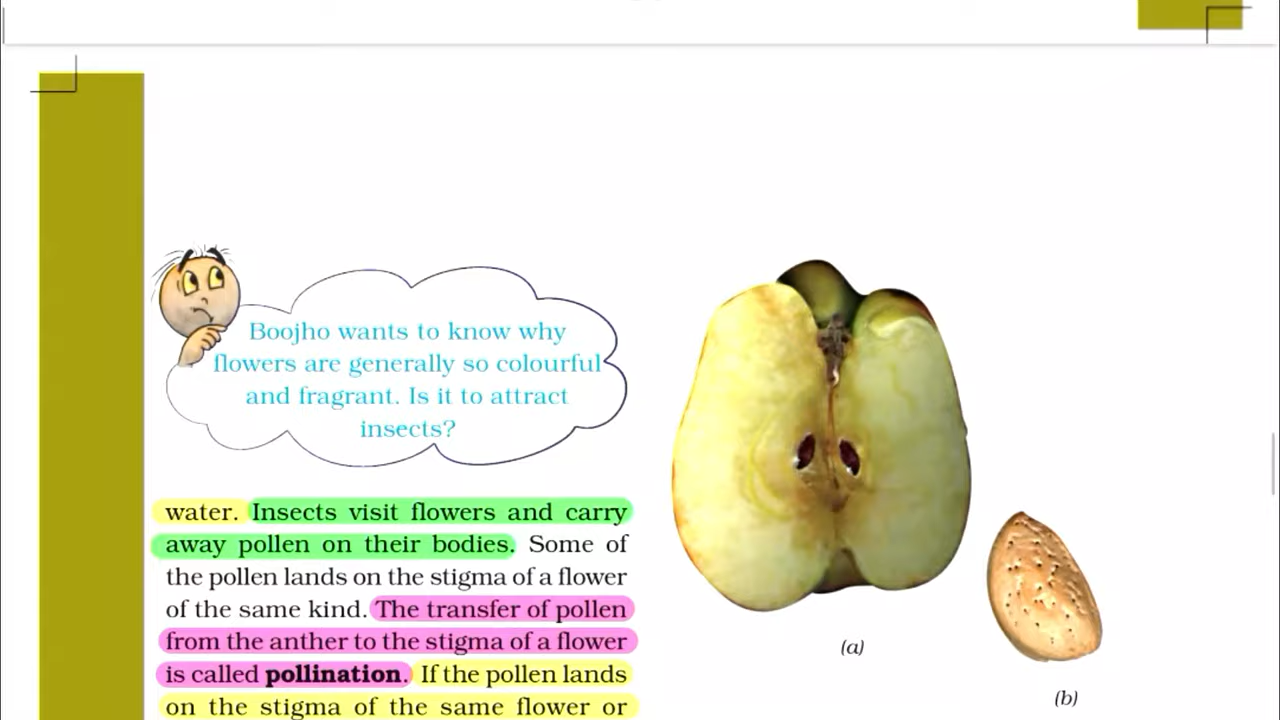 Boojho wants to know why
flowers are generally so colourful
and fragrant. Is it to attract
insects?
water. Insects visit flowers and carry
away pollen on their bodies. Some of
the pollen lands on the stigma of a flower
of the same kind. The transfer of pollen
from the anther to the stigma of a flower
is called pollination. If the pollen lands
on the stigma of the same flower or
(a)
(b)